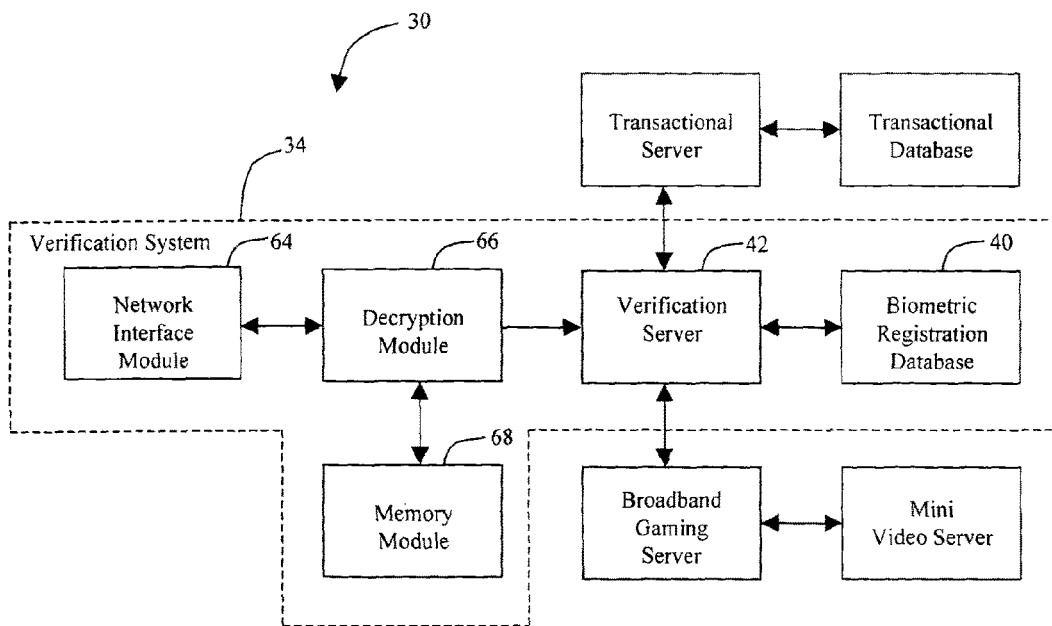 30
Transactional
Server
Transactional
Database
34
Verification System
64
66
42
40
Network
Interface
Module
Decryption
Module
Verification
Server
Biometric
Registration
Database
68
Memory
Module
Broadband
Gaming
Server
Mini
Video Server